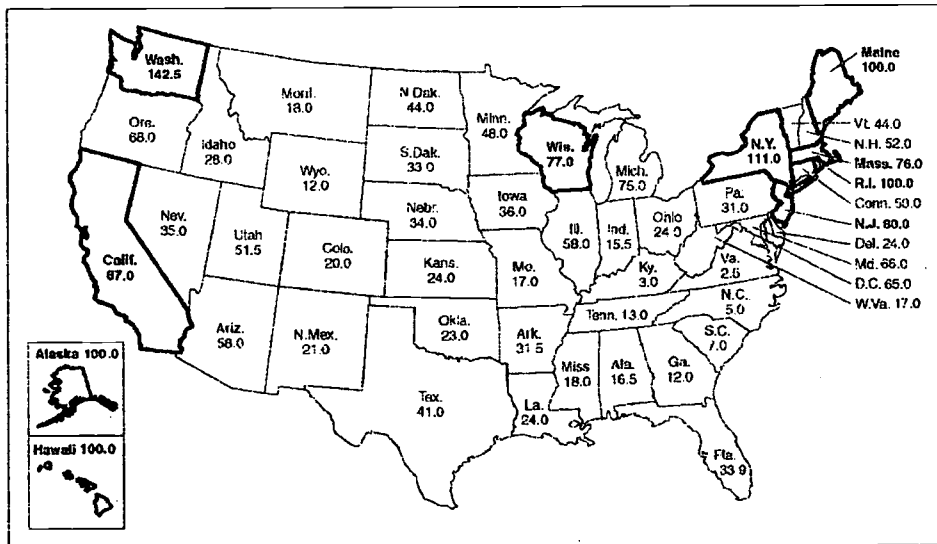 Wash.
142.5
Ore.
68.0
Calif.
87.0
Idaho
28.0
Nev.
35.0
Mont.
18.0
Wyo.
12.0
Utah
51.5
Colo.
20.0
Ariz.
58.0
N.Mex.
21.0
N Dak.
44.0
S.Dak.
33.0
Nebr.
34.0
Kans.
24.0
Okla.
23.0
Tex.
41.0
Minn.
48.0
Iowa
36.0
Mo.
17.0
Ark.
31.5
La.
24.0
Wis.
77.0
Ill.
58.0
Mich.
75.0
Ind.
15.5
Ohio
24.0
Ky.
3.0
Tenn. 13.0
Miss
18.0
Ala.
16.5
Ga.
12.0
Fla.
33.9
S.C.
7.0
N.C.
5.0
Va.
2.5
Pa.
31.0
N.Y.
111.0
Maine
100.0
Vt. 44.0
N.H. 52.0
Mass. 76.0
R.I. 100.0
Conn. 50.0
N.J. 80.0
Del. 24.0
Md. 66.0
D.C. 65.0
W.Va. 17.0
Alaska 100.0
Hawaii 100.0